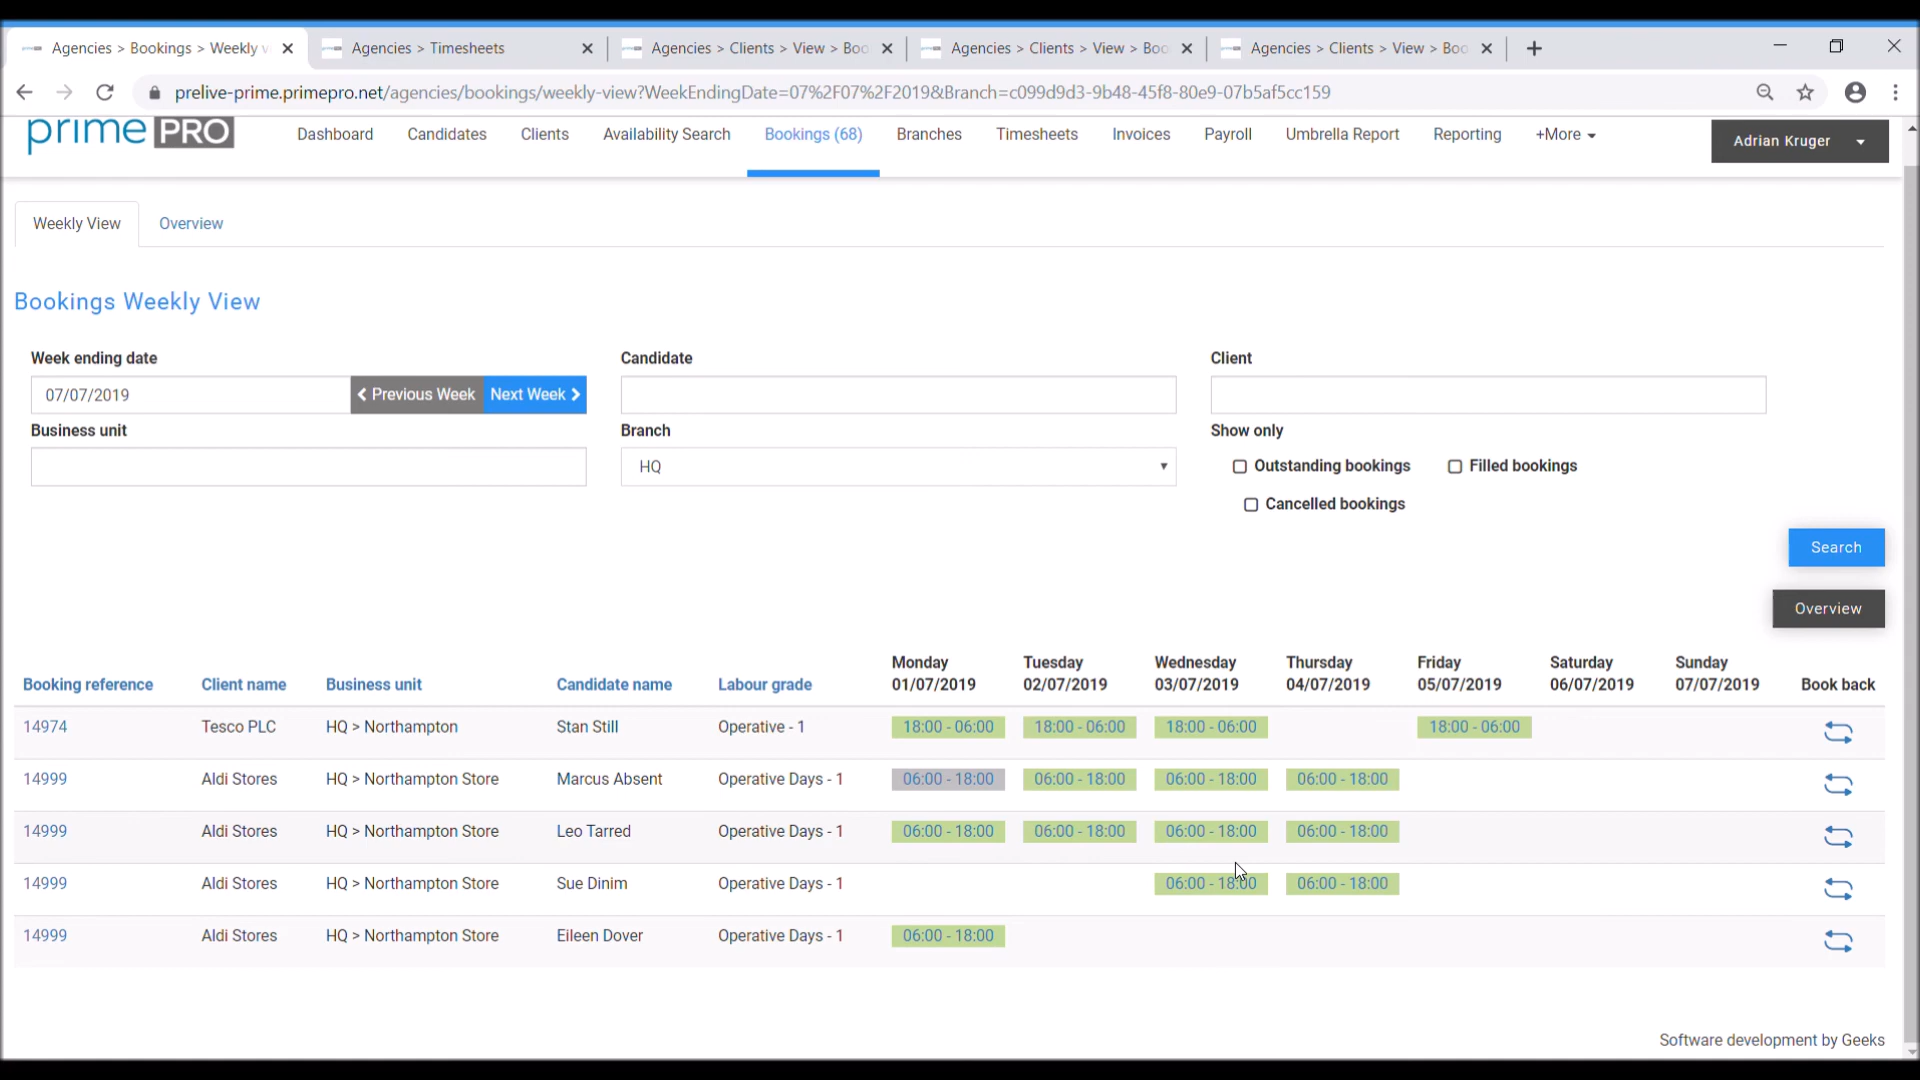 Agencies > Bookings > Weekly v
Agencies > Timesheets
Agencies > Clients > View > Boo
Agencies > Clients > View > Boo
Agencies > Clients > View > Boo
prelive-prime.primepro.net/agencies/bookings/weekly-view?WeekEndingDate=07%2F07%2F2019&Branch=c099d9d3-9b48-45f8-80e9-07b5af5cc159
prime PRO
Dashboard Candidates Clients Availability Search Bookings (68) Branches Timesheets Invoices Payroll Umbrella Report Reporting +More
Adrian Kruger
Weekly View Overview
Bookings Weekly View
Week ending date Candidate Client
07/07/2019 Previous Week Next Week
Business unit Branch Show only
HQ Outstanding bookings Filled bookings
Cancelled bookings
Search
Overview
Booking reference Client name Business unit Candidate name Labour grade Monday 01/07/2019 Tuesday 02/07/2019 Wednesday 03/07/2019 Thursday 04/07/2019 Friday 05/07/2019 Saturday 06/07/2019 Sunday 07/07/2019 Book back
14974 Tesco PLC HQ > Northampton Stan Still Operative - 1 18:00 - 06:00 18:00 - 06:00 18:00 - 06:00 18:00 - 06:00
14999 Aldi Stores HQ > Northampton Store Marcus Absent Operative Days - 1 06:00 - 18:00 06:00 - 18:00 06:00 - 18:00 06:00 - 18:00
14999 Aldi Stores HQ > Northampton Store Leo Tarred Operative Days - 1 06:00 - 18:00 06:00 - 18:00 06:00 - 18:00 06:00 - 18:00
14999 Aldi Stores HQ > Northampton Store Sue Dinim Operative Days - 1 06:00 - 18:00 06:00 - 18:00
14999 Aldi Stores HQ > Northampton Store Eileen Dover Operative Days - 1 06:00 - 18:00
Software development by Geeks